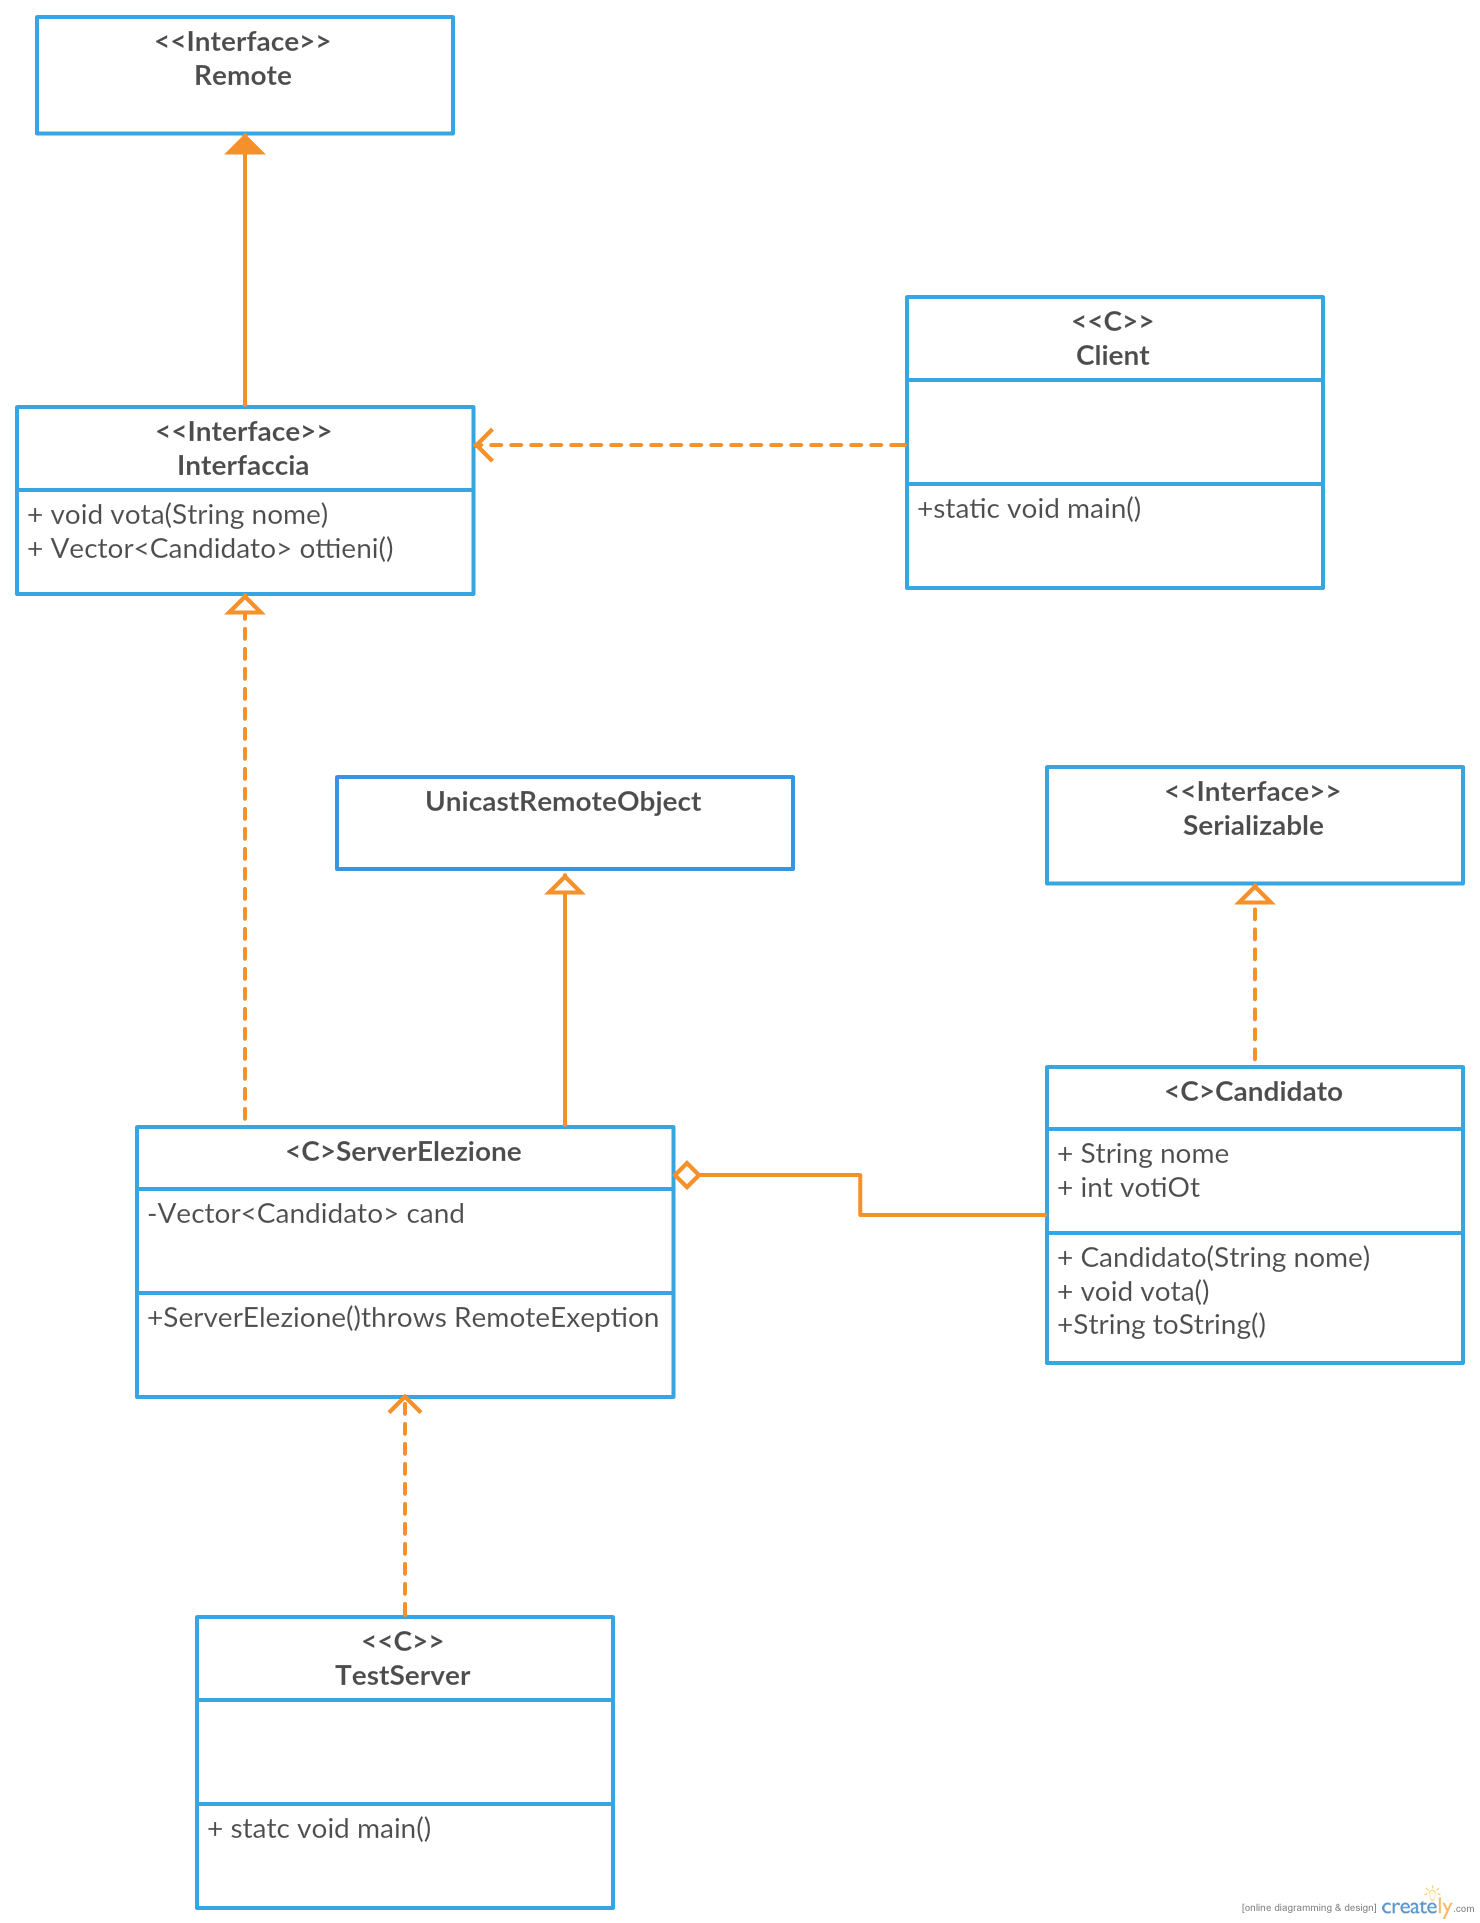 <<Interface>>
Remote
<<C>>
Client
+static void main()
<<Interface>>
Interfaccia
+ void vota(String nome)
+ Vector<Candidato> ottieni()
UnicastRemoteObject
<<Interface>>
Serializable
<C>Candidato
+ String nome
+ int votiOt
+ Candidato(String nome)
+ void vota()
+String toString()
<C>ServerElezione
-Vector<Candidato> cand
+ServerElezione()throws RemoteExeption
<<C>>
TestServer
+ statc void main()
[online diagramming & design] creately.com